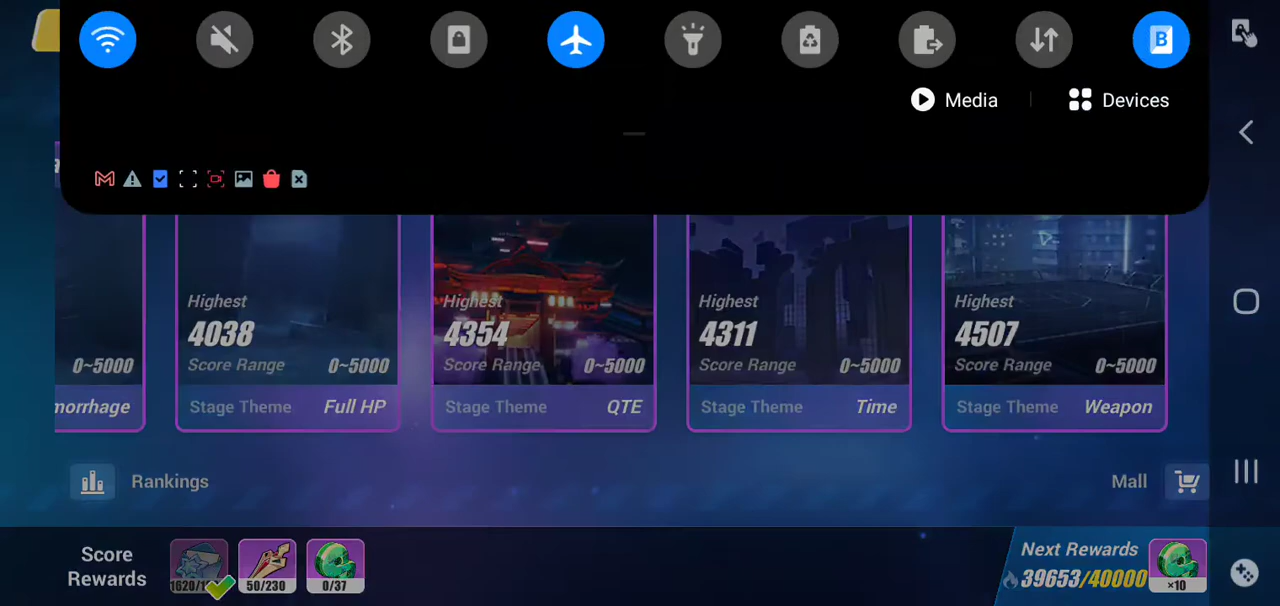 B
Media
Devices
Highest
4038
Score Range 0~5000
Stage Theme Full HP
Highest
4354
Score Range 0~5000
Stage Theme QTE
Highest
4311
Score Range 0~5000
Stage Theme Time
Highest
4507
Score Range 0~5000
Stage Theme Weapon
0~5000
morrhage
Rankings
Mall
Score
Rewards
50/230
0/37
Next Rewards
39653/40000
×10